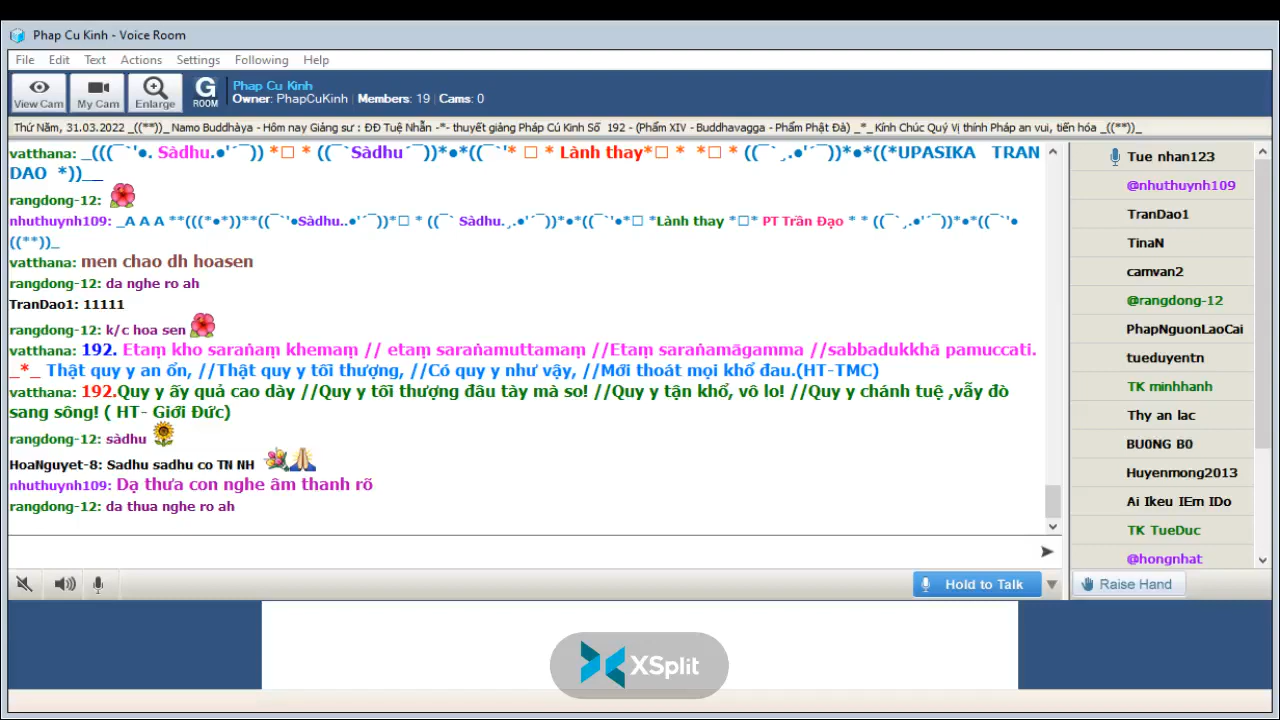 Phap Cu Kinh - Voice Room
File Edit Text Actions Settings Following Help
View Cam My Cam Enlarge G ROOM
Phap Cu Kinh
Owner: PhapCuKinh | Members: 19 | Cams: 0
Thứ Năm, 31.03.2022 _((**))_ Namo Buddhàya - Hôm nay Giảng sư : ĐĐ Tuệ Nhẫn -*- thuyết giảng Pháp Cú Kinh Số 192 - (Phẩm XIV - Buddhavagga - Phẩm Phật Đà) _*_ Kính Chúc Quý Vị thính Pháp an vui, tiến hóa _((**))_
vatthana: _(((¯`'●. Sàdhu.●'´¯)) *□ * ((¯`Sàdhu´¯))*●*((¯`'* □ * Lành thay*□ * *□ * ((¯`¸.●'´¯))*●*((*UPASIKA TRAN
DAO *))__
rangdong-12:
nhuthuynh109: _A A A **(((*●*))**((¯`'●Sàdhu..●'´¯))*□ * ((¯` Sàdhu.¸.●'´¯))*●*((¯`'●*□ *Lành thay *□* PT Trần Đạo * * ((¯`¸.●'´¯))*●*((¯`'●
((**))_
vatthana: men chao dh hoasen
rangdong-12: da nghe ro ah
TranDao1: 11111
rangdong-12: k/c hoa sen
vatthana: 192. Etaṃ kho saraṅaṃ khemaṃ // etaṃ saraṅamuttamaṃ //Etaṃ saraṅamāgamma //sabbadukkhā pamuccati.
_*_ Thật quy y an ổn, //Thật quy y tối thượng, //Có quy y như vậy, //Mới thoát mọi khổ đau.(HT-TMC)
vatthana: 192.Quy y ấy quả cao dày //Quy y tối thượng đâu tày mà so! //Quy y tận khổ, vô lo! //Quy y chánh tuệ ,vẫy đò
sang sông! ( HT- Giới Đức)
rangdong-12: sàdhu
HoaNguyet-8: Sadhu sadhu co TN NH
nhuthuynh109: Dạ thưa con nghe âm thanh rõ
rangdong-12: da thua nghe ro ah
Hold to Talk
Tue nhan123
@nhuthuynh109
TranDao1
TinaN
camvan2
@rangdong-12
PhapNguonLaoCai
tueduyentn
TK minhhanh
Thy an lac
BU0NG B0
Huyenmong2013
Ai Ikeu IEm IDo
TK TueDuc
@hongnhat
Raise Hand
XSplit